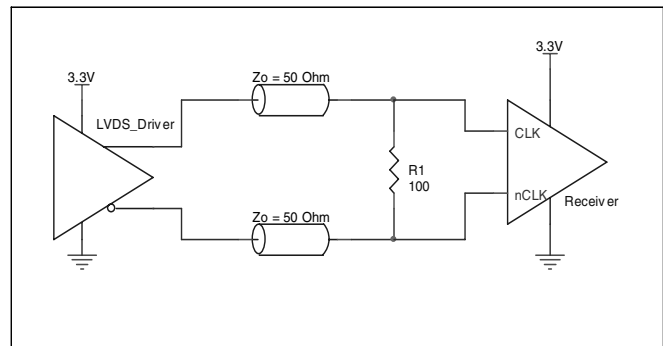 3.3V
LVDS_Driver
Zo = 50 Ohm
Zo = 50 Ohm
R1
100
3.3V
CLK
nCLK
Receiver